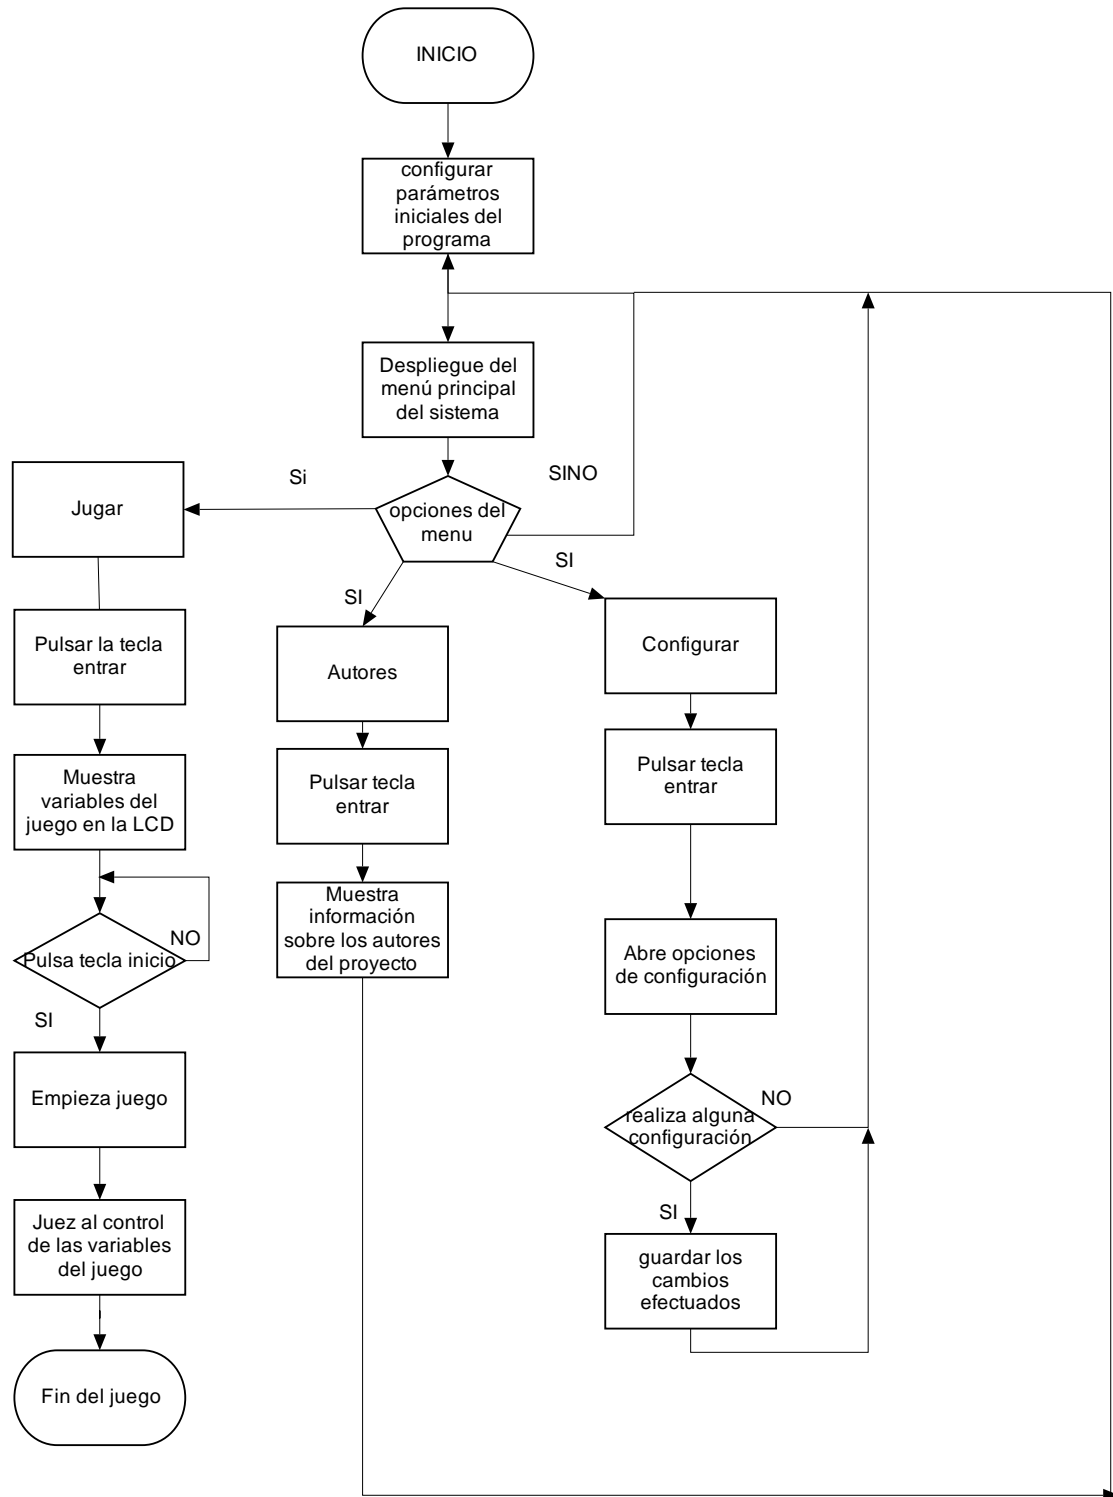 INICIO
configurar
parámetros
iniciales del
programa
Despliegue del
menú principal
del sistema
opciones del
menu
SINO
Si
SI
SI
Jugar
Pulsar la tecla
entrar
Muestra
variables del
juego en la LCD
Pulsa tecla inicio
NO
SI
Empieza juego
Juez al control
de las variables
del juego
Fin del juego
Autores
Pulsar tecla
entrar
Muestra
información
sobre los autores
del proyecto
Configurar
Pulsar tecla
entrar
Abre opciones
de configuración
realiza alguna
configuración
NO
SI
guardar los
cambios
efectuados